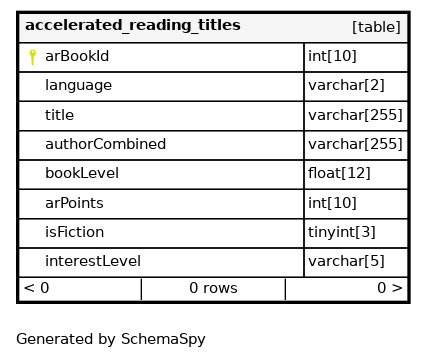 accelerated_reading_titles [table]
arBookId int[10]
language varchar[2]
title varchar[255]
authorCombined varchar[255]
bookLevel float[12]
arPoints int[10]
isFiction tinyint[3]
interestLevel varchar[5]
< 0 0 rows 0 >
Generated by SchemaSpy